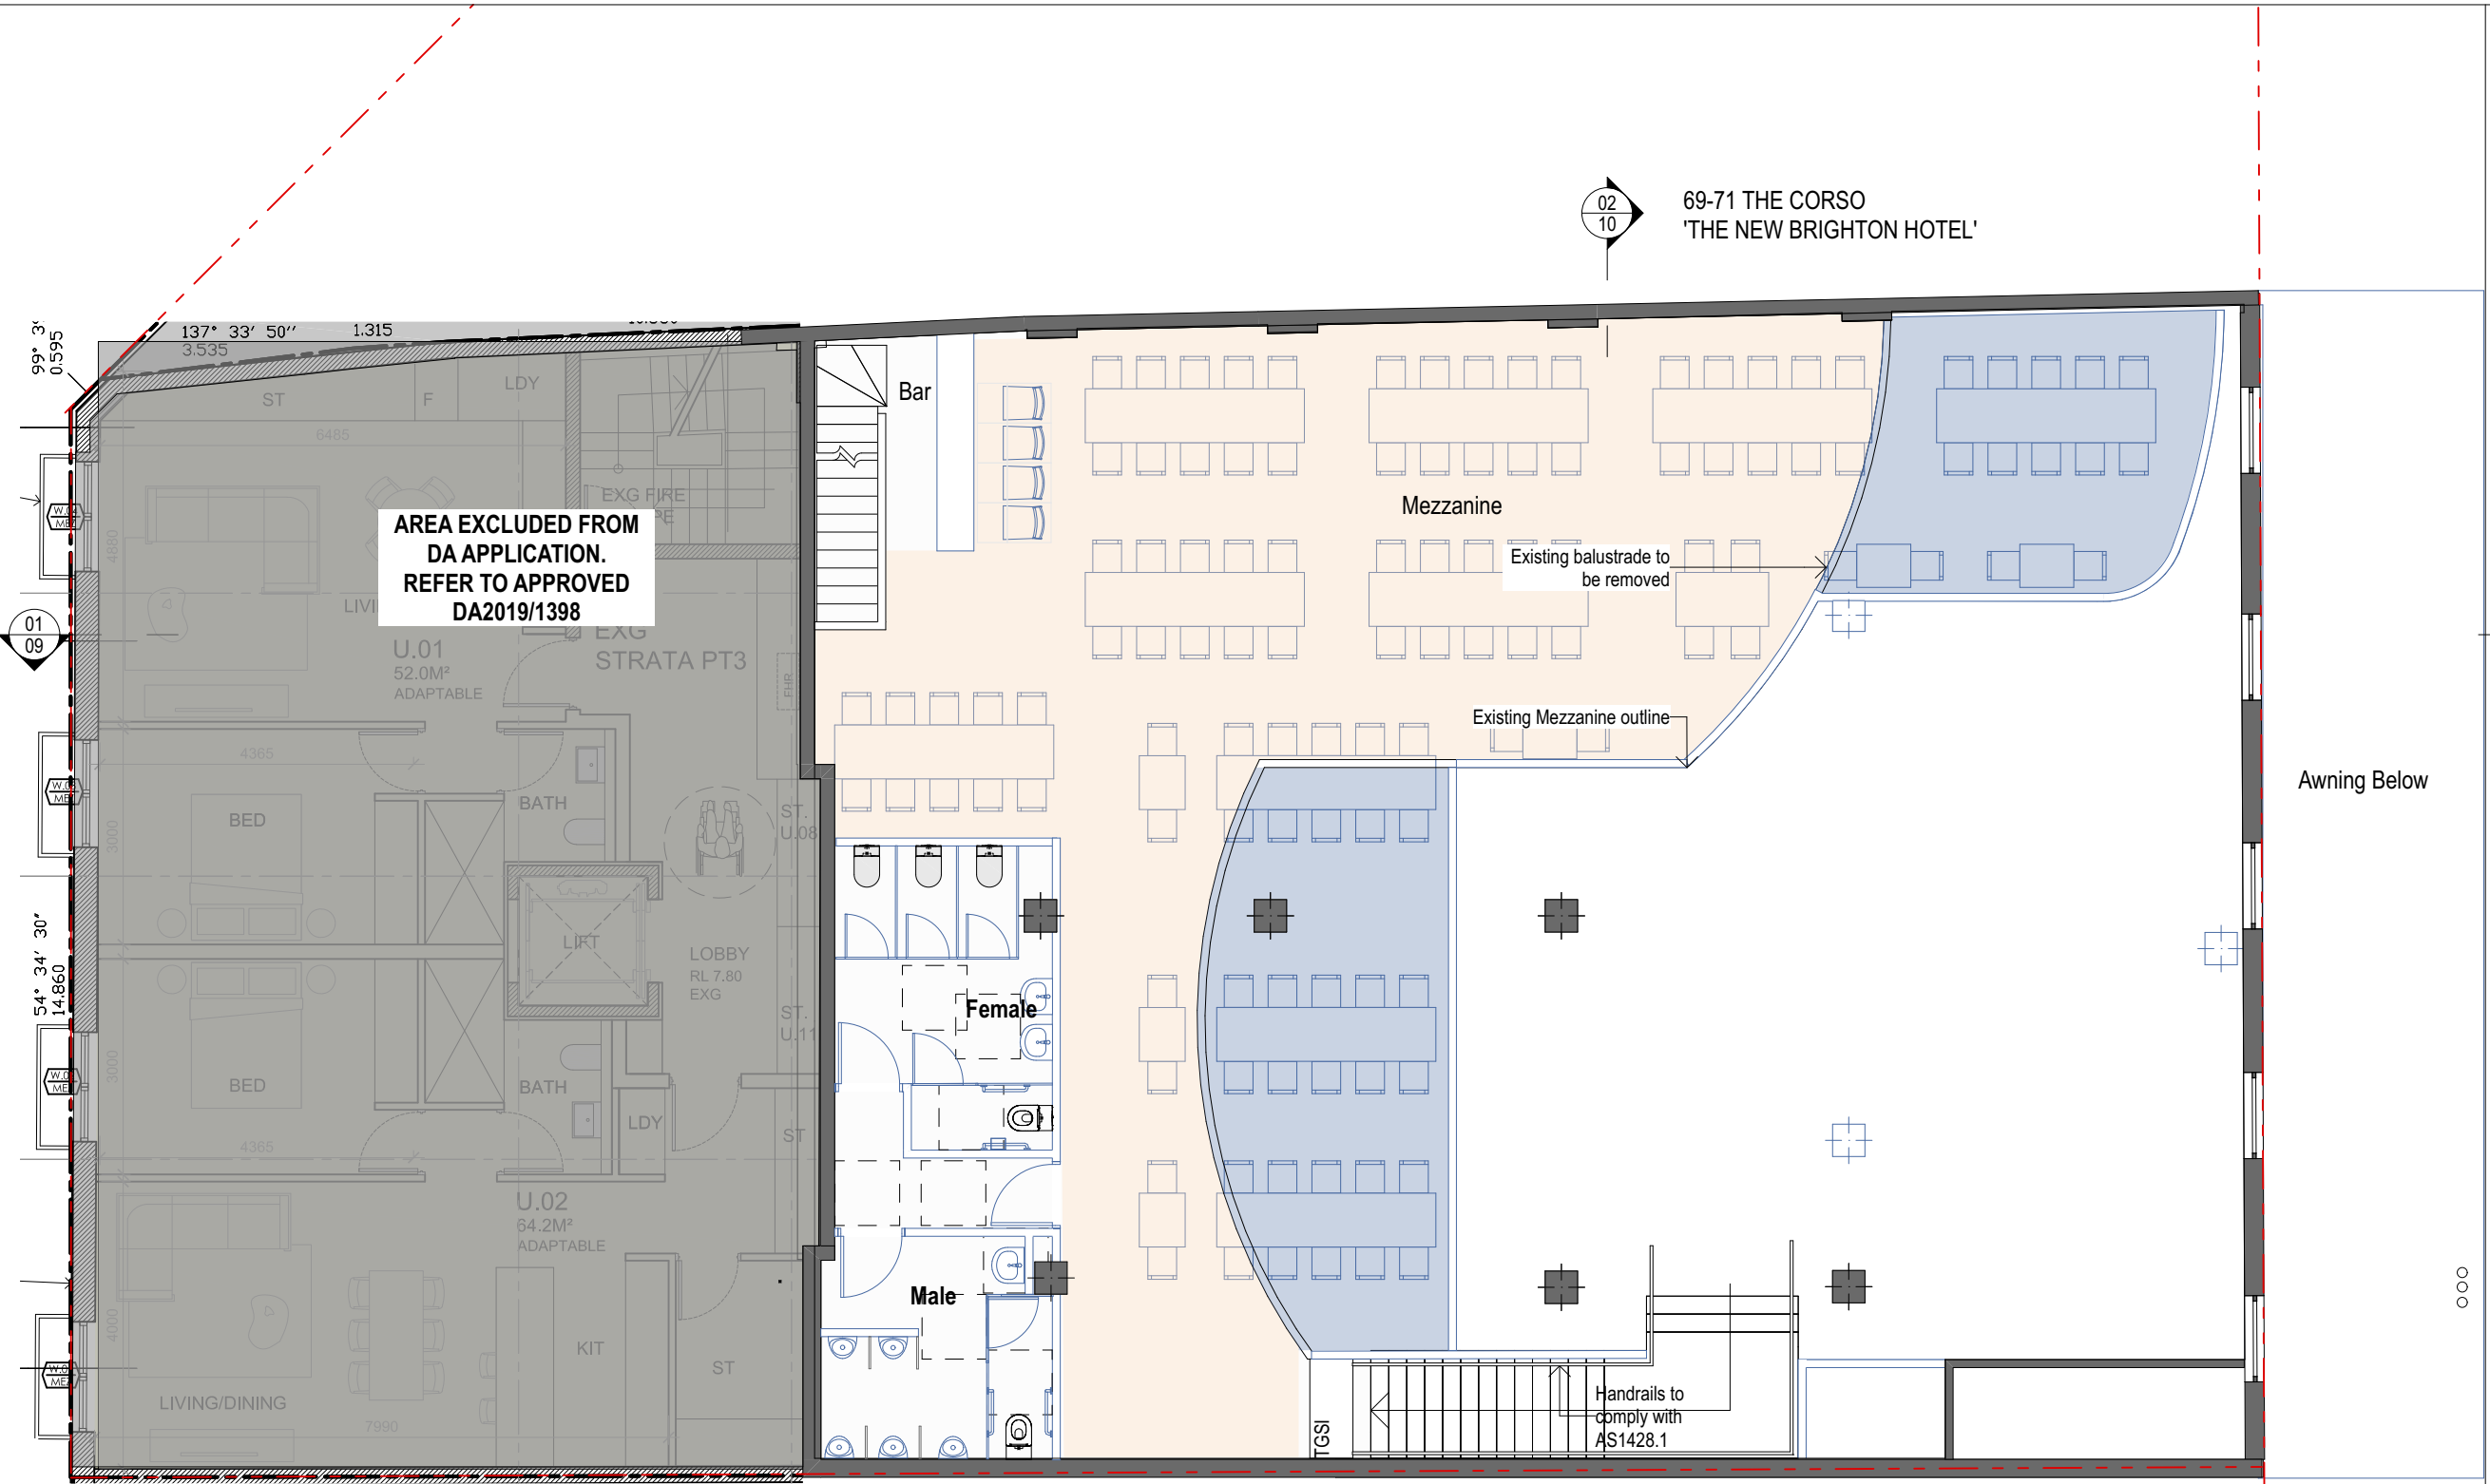 02
10
69-71 THE CORSO
'THE NEW BRIGHTON HOTEL'
137° 33' 50''
1.315
3.535
0.595
ST
F
LDY
6485
Bar
EXG FIRE
AREA EXCLUDED FROM
DA APPLICATION.
REFER TO APPROVED
DA2019/1398
4880
Mezzanine
Existing balustrade to
be removed
01
09
EXG
STRATA PT3
U.01
52.0M²
ADAPTABLE
FHR
Existing Mezzanine outline
4365
Awning Below
BATH
BED
3000
ST.
U.08
LIFT
LOBBY
RL 7.80
EXG
54° 34' 30''
14.860
Female
ST.
U.11
3000
BED
BATH
LDY
ST
4365
U.02
64.2M²
ADAPTABLE
Male
4000
KIT
ST
LIVING/DINING
7990
TGSI
Handrails to
comply with
AS1428.1